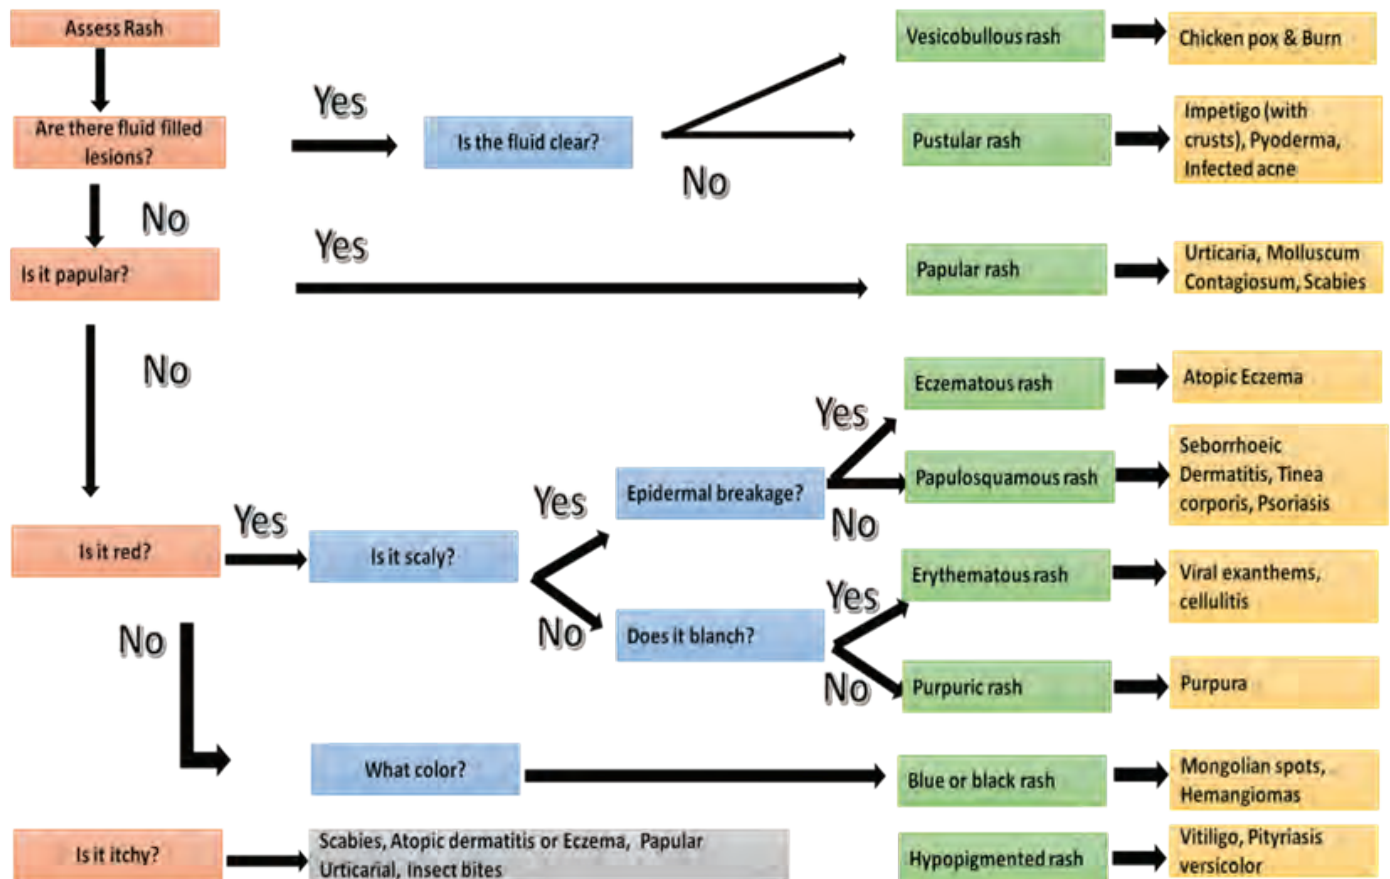 Assess Rash
Vesicobullous rash
Chicken pox & Burn
Yes
Are there fluid filled
lesions?
Is the fluid clear?
Pustular rash
Impetigo (with
crusts), Pyoderma,
Infected acne
No
No
Yes
Is it papular?
Papular rash
Urticaria, Molluscum
Contagiosum, Scabies
No
Eczematous rash
Atopic Eczema
Yes
Epidermal breakage?
Papulosquamous rash
Seborrhoeic
Dermatitis, Tinea
corporis, Psoriasis
Yes
No
Yes
Is it red?
Is it scaly?
Erythematous rash
Viral exanthems,
cellulitis
Yes
No
Does it blanch?
No
No
Purpuric rash
Purpura
What color?
Blue or black rash
Mongolian spots,
Hemangiomas
Is it itchy?
Scabies, Atopic dermatitis or Eczema, Papular
Urticarial, Insect bites
Hypopigmented rash
Vitiligo, Pityriasis
versicolor